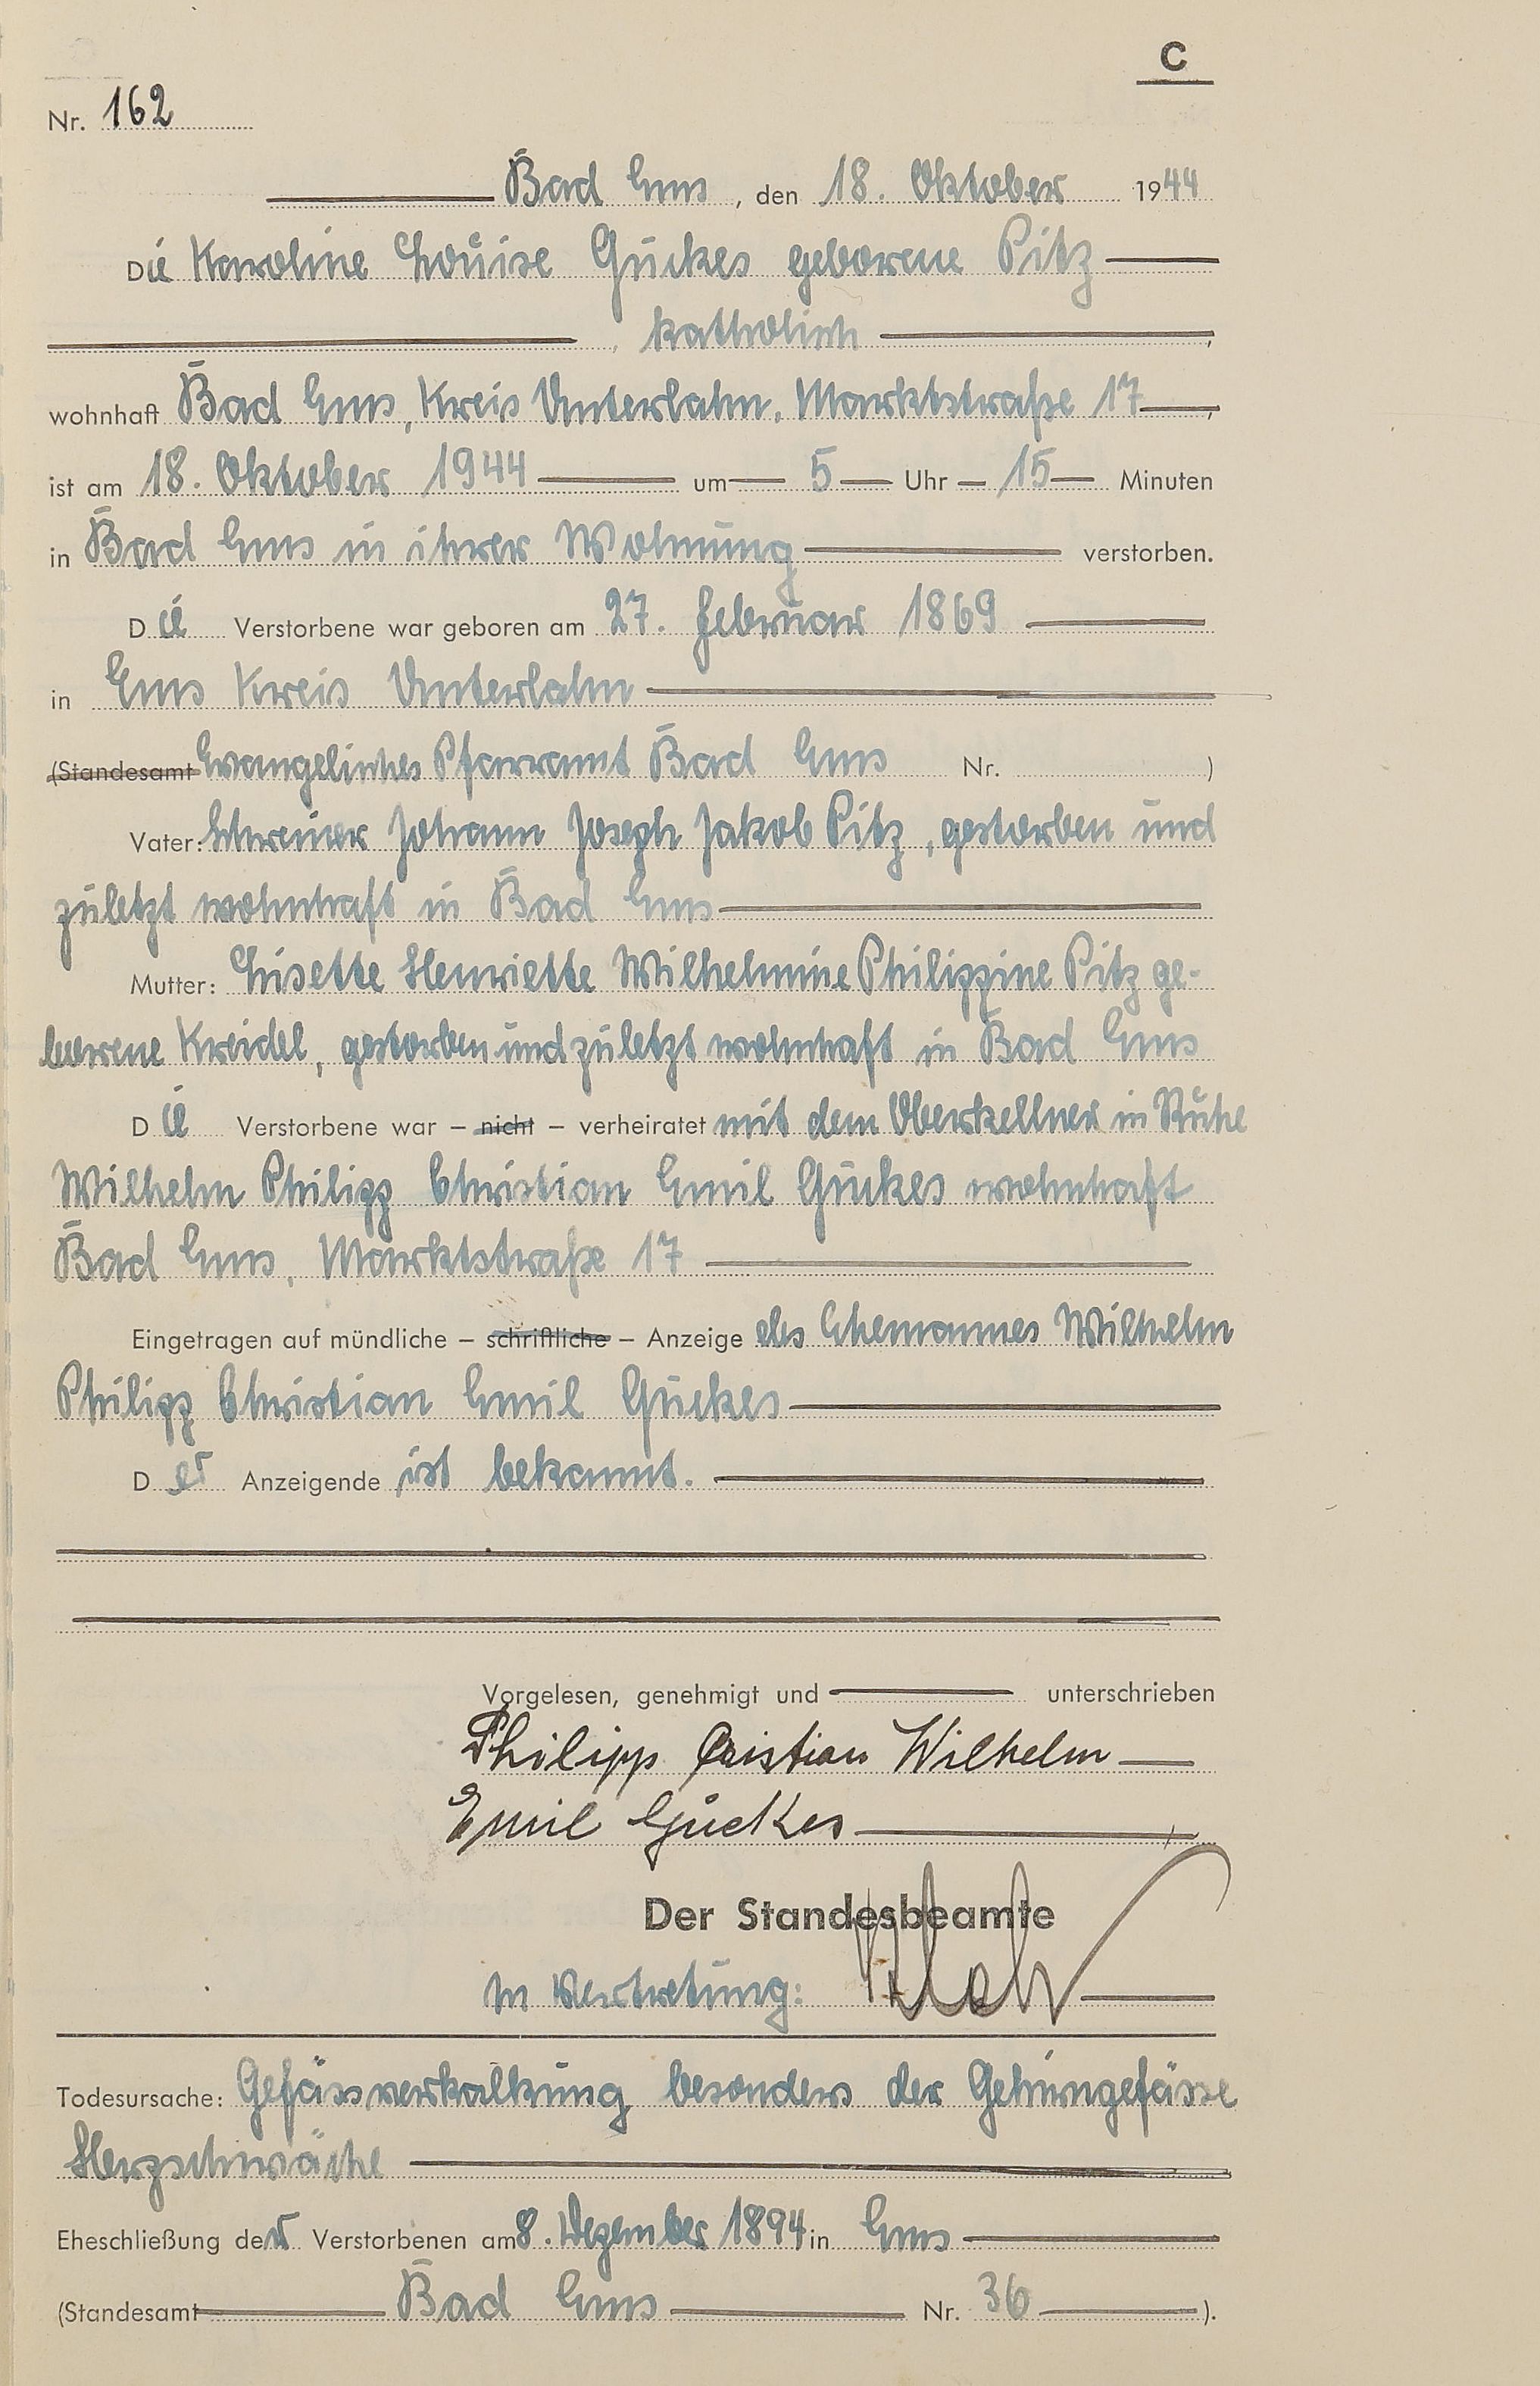 C
Nr. 162
Bad Ems, den 18. Oktober 1944
Die Karoline Louise Guckes geborene Pitz
, katholisch,
wohnhaft Bad Ems, Kreis Unterlahn, Marktstraße 17,
ist am 18. Oktober 1944 um 5 Uhr 15 Minuten
in Bad Ems in ihrer Wohnung verstorben.
Die Verstorbene war geboren am 27. Februar 1869
in Ems Kreis Unterlahn
(Standesamt Evangelisches Pfarramt Bad Ems Nr. )
Vater: Schreiner Johann Joseph Jakob Pitz, gestorben und
zuletzt wohnhaft in Bad Ems
Mutter: Lisette Henriette Wilhelmine Philippine Pitz ge-
borene Kreidel, gestorben und zuletzt wohnhaft in Bad Ems
Die Verstorbene war – nicht – verheiratet mit dem Oberkellner in Ruhe
Wilhelm Philipp Christian Emil Guckes wohnhaft
Bad Ems, Marktstraße 17
Eingetragen auf mündliche – schriftliche – Anzeige des Ehemannes Wilhelm
Philipp Christian Emil Guckes
Der Anzeigende ist bekannt.
Vorgelesen, genehmigt und unterschrieben
Philipp Cristian Wilhelm
Emil Guckes
Der Standesbeamte
In Vertretung:
Todesursache: Gefässverkalkung besonders der Gehirngefässe
Herzschwäche
Eheschließung der Verstorbenen am 8. Dezember 1894 in Ems
(Standesamt Bad Ems Nr. 36).